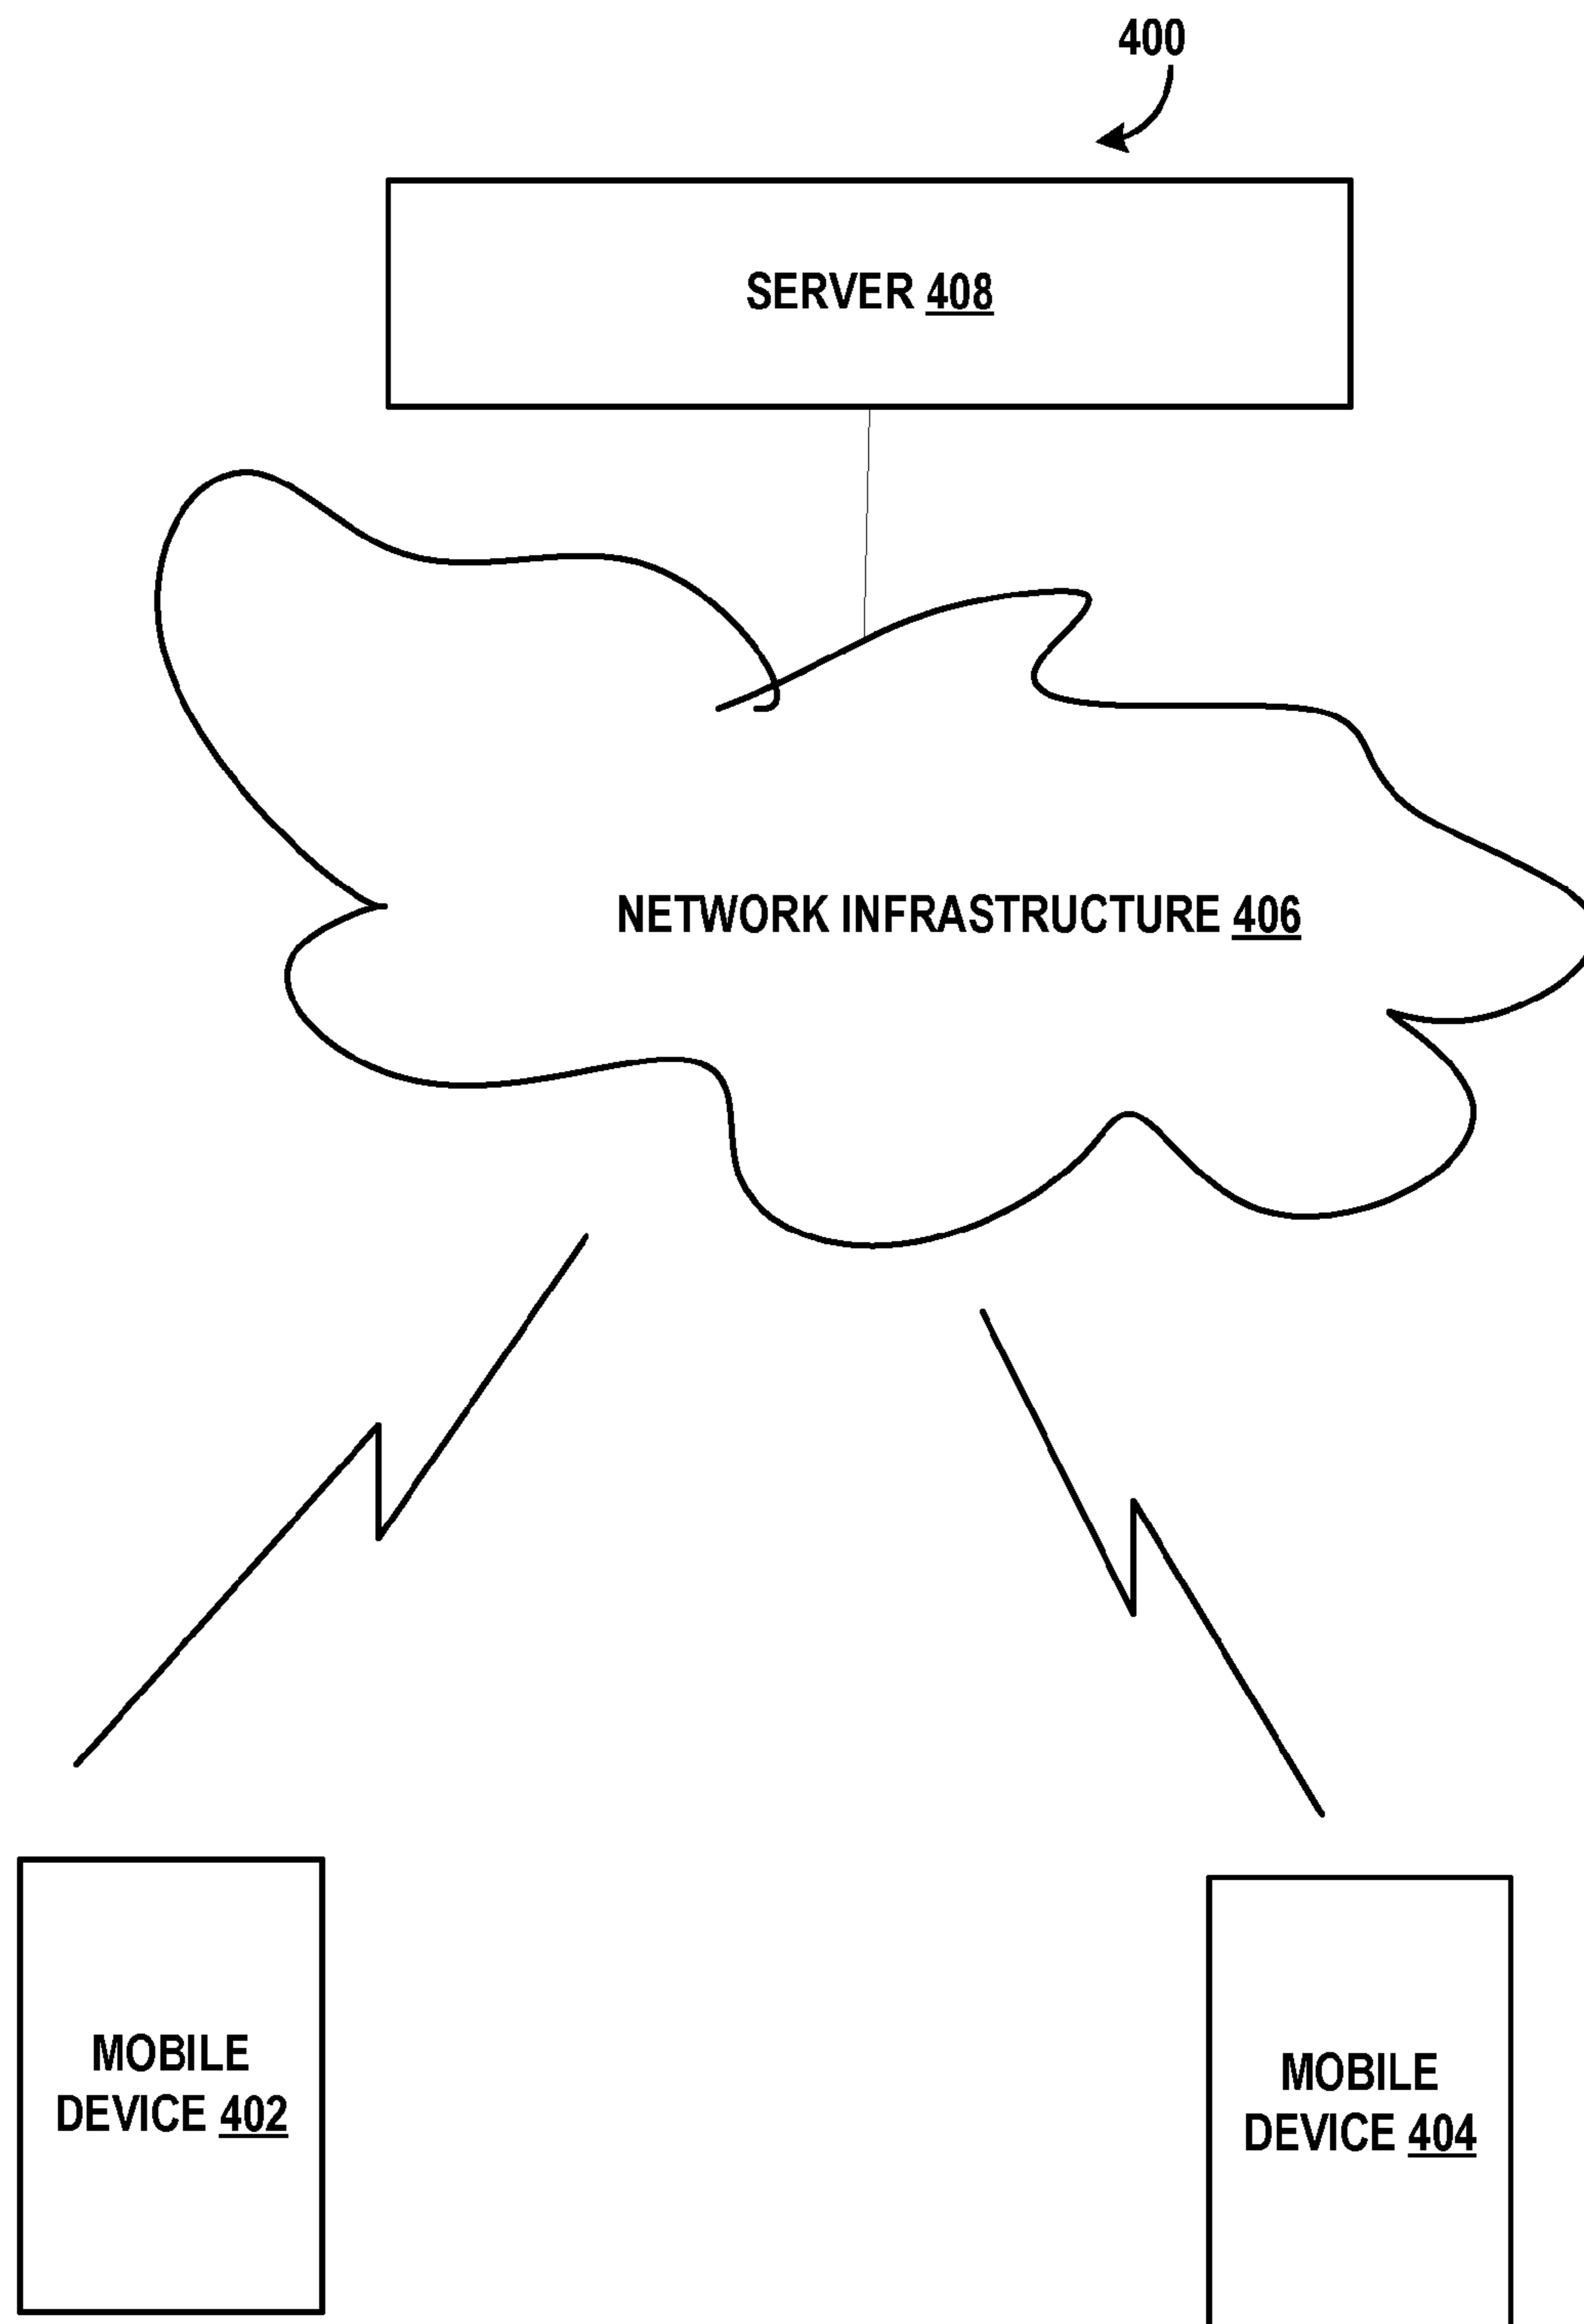 400
SERVER 408
NETWORK INFRASTRUCTURE 406
MOBILE
DEVICE 402
MOBILE
DEVICE 404